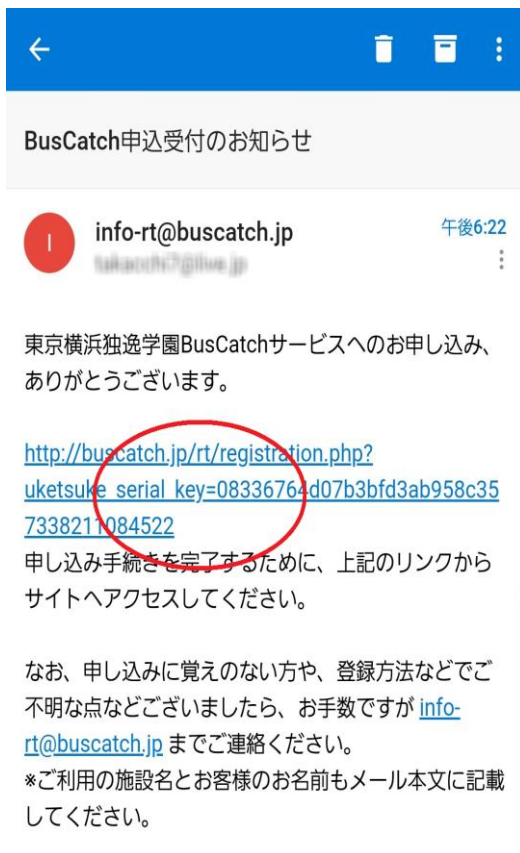 BusCatch申込受付のお知らせ
I
info-rt@buscatch.jp
午後6:22
東京横浜独逸学園BusCatchサービスへのお申し込み、
ありがとうございます。
http://buscatch.jp/rt/registration.php?
uketsuke_serial_key=08336764d07b3bfd3ab958c35
7338211084522
申し込み手続きを完了するために、上記のリンクから
サイトへアクセスしてください。
なお、申し込みに覚えのない方や、登録方法などでご
不明な点などございましたら、お手数ですが info-
rt@buscatch.jp までご連絡ください。
※ご利用の施設名とお客様のお名前もメール本文に記載
してください。